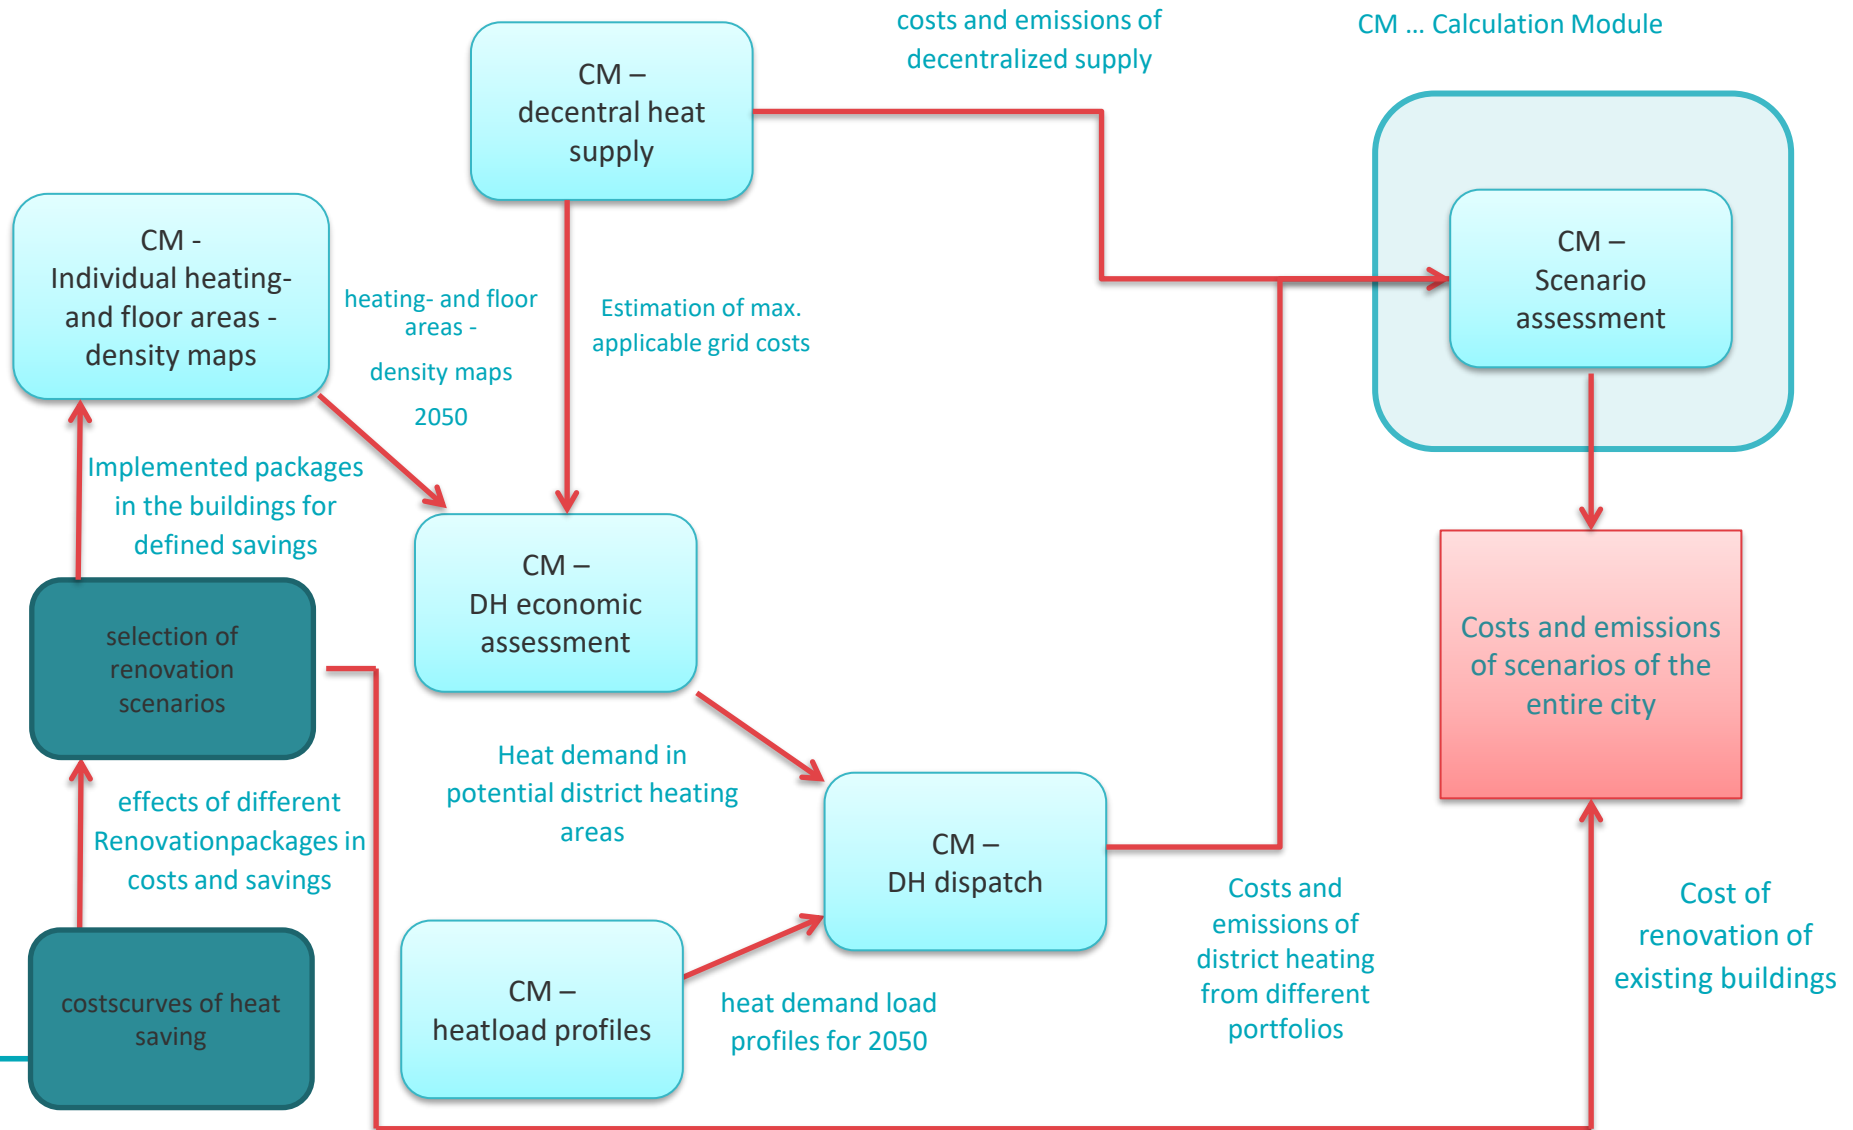 costs and emissions of
decentralized supply
CM ... Calculation Module
CM –
decentral heat
supply
CM -
Individual heating-
and floor areas -
density maps
heating- and floor
areas -
density maps
2050
Estimation of max.
applicable grid costs
CM –
Scenario
assessment
Implemented packages
in the buildings for
defined savings
CM –
DH economic
assessment
selection of
renovation
scenarios
Costs and emissions
of scenarios of the
entire city
Heat demand in
potential district heating
areas
effects of different
Renovationpackages in
costs and savings
CM –
DH dispatch
Costs and
emissions of
district heating
from different
portfolios
Cost of
renovation of
existing buildings
costscurves of heat
saving
CM –
heatload profiles
heat demand load
profiles for 2050